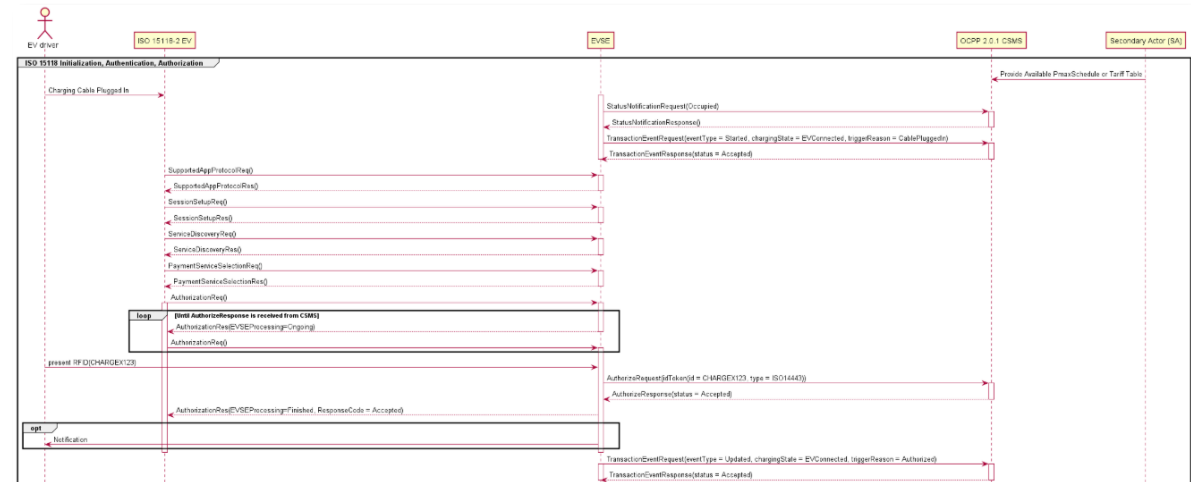 EV driver
ISO 15118-2 EV
EVSE
OCPP 2.0.1 CSMS
Secondary Actor (SA)
ISO 15118 Initialization, Authentication, Authorization
Provide Available PmaxSchedule or Tariff Table
Charging Cable Plugged In
StatusNotificationRequest(Occupied)
StatusNotificationResponse()
TransactionEventRequest(eventType = Started, chargingState = EVConnected, triggerReason = CablePluggedIn)
TransactionEventResponse(status = Accepted)
SupportedAppProtocolReq()
SupportedAppProtocolRes()
SessionSetupReq()
SessionSetupRes()
ServiceDiscoveryReq()
ServiceDiscoveryRes()
PaymentServiceSelectionReq()
PaymentServiceSelectionRes()
AuthorizationReq()
loop [Until AuthorizeResponse is received from CSMS]
AuthorizationRes(EVSEProcessing=Ongoing)
AuthorizationReq()
present RFID(CHARGEX123)
AuthorizeRequest(idToken(id = CHARGEX123, type = ISO14443))
AuthorizeResponse(status = Accepted)
AuthorizationRes(EVSEProcessing=Finished, ResponseCode = Accepted)
opt
Notification
TransactionEventRequest(eventType = Updated, chargingState = EVConnected, triggerReason = Authorized)
TransactionEventResponse(status = Accepted)